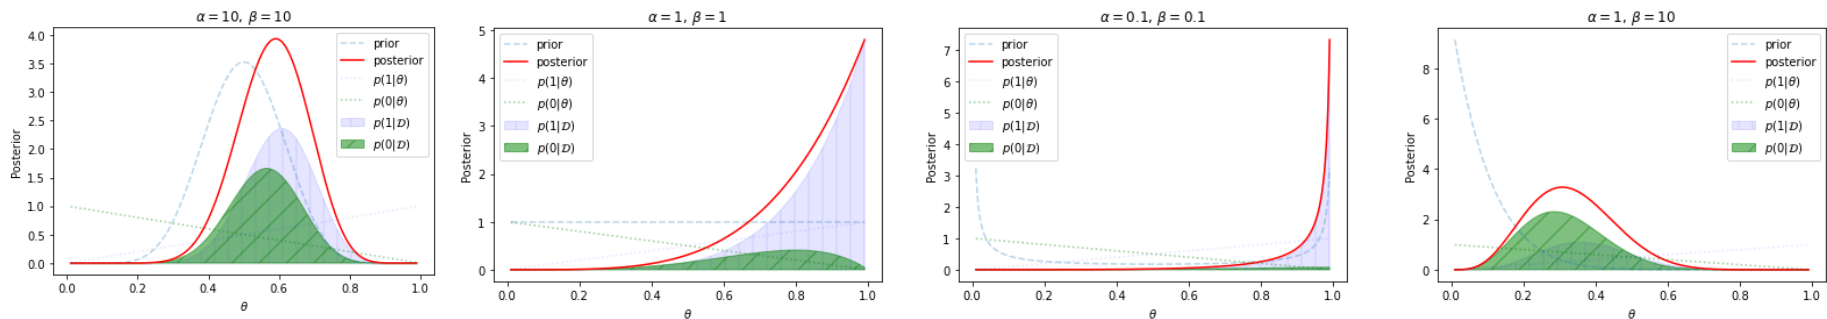 α = 10, β = 10
4.0
3.5
3.0
2.5
2.0
1.5
1.0
0.5
0.0
Posterior
prior
posterior
p(1|θ)
p(0|θ)
p(1|𝒟)
p(0|𝒟)
0.0 0.2 0.4 0.6 0.8 1.0
θ
α = 1, β = 1
5
4
3
2
1
0
Posterior
prior
posterior
p(1|θ)
p(0|θ)
p(1|𝒟)
p(0|𝒟)
0.0 0.2 0.4 0.6 0.8 1.0
θ
α = 0.1, β = 0.1
7
6
5
4
3
2
1
0
Posterior
prior
posterior
p(1|θ)
p(0|θ)
p(1|𝒟)
p(0|𝒟)
0.0 0.2 0.4 0.6 0.8 1.0
θ
α = 1, β = 10
8
6
4
2
0
Posterior
prior
posterior
p(1|θ)
p(0|θ)
p(1|𝒟)
p(0|𝒟)
0.0 0.2 0.4 0.6 0.8 1.0
θ